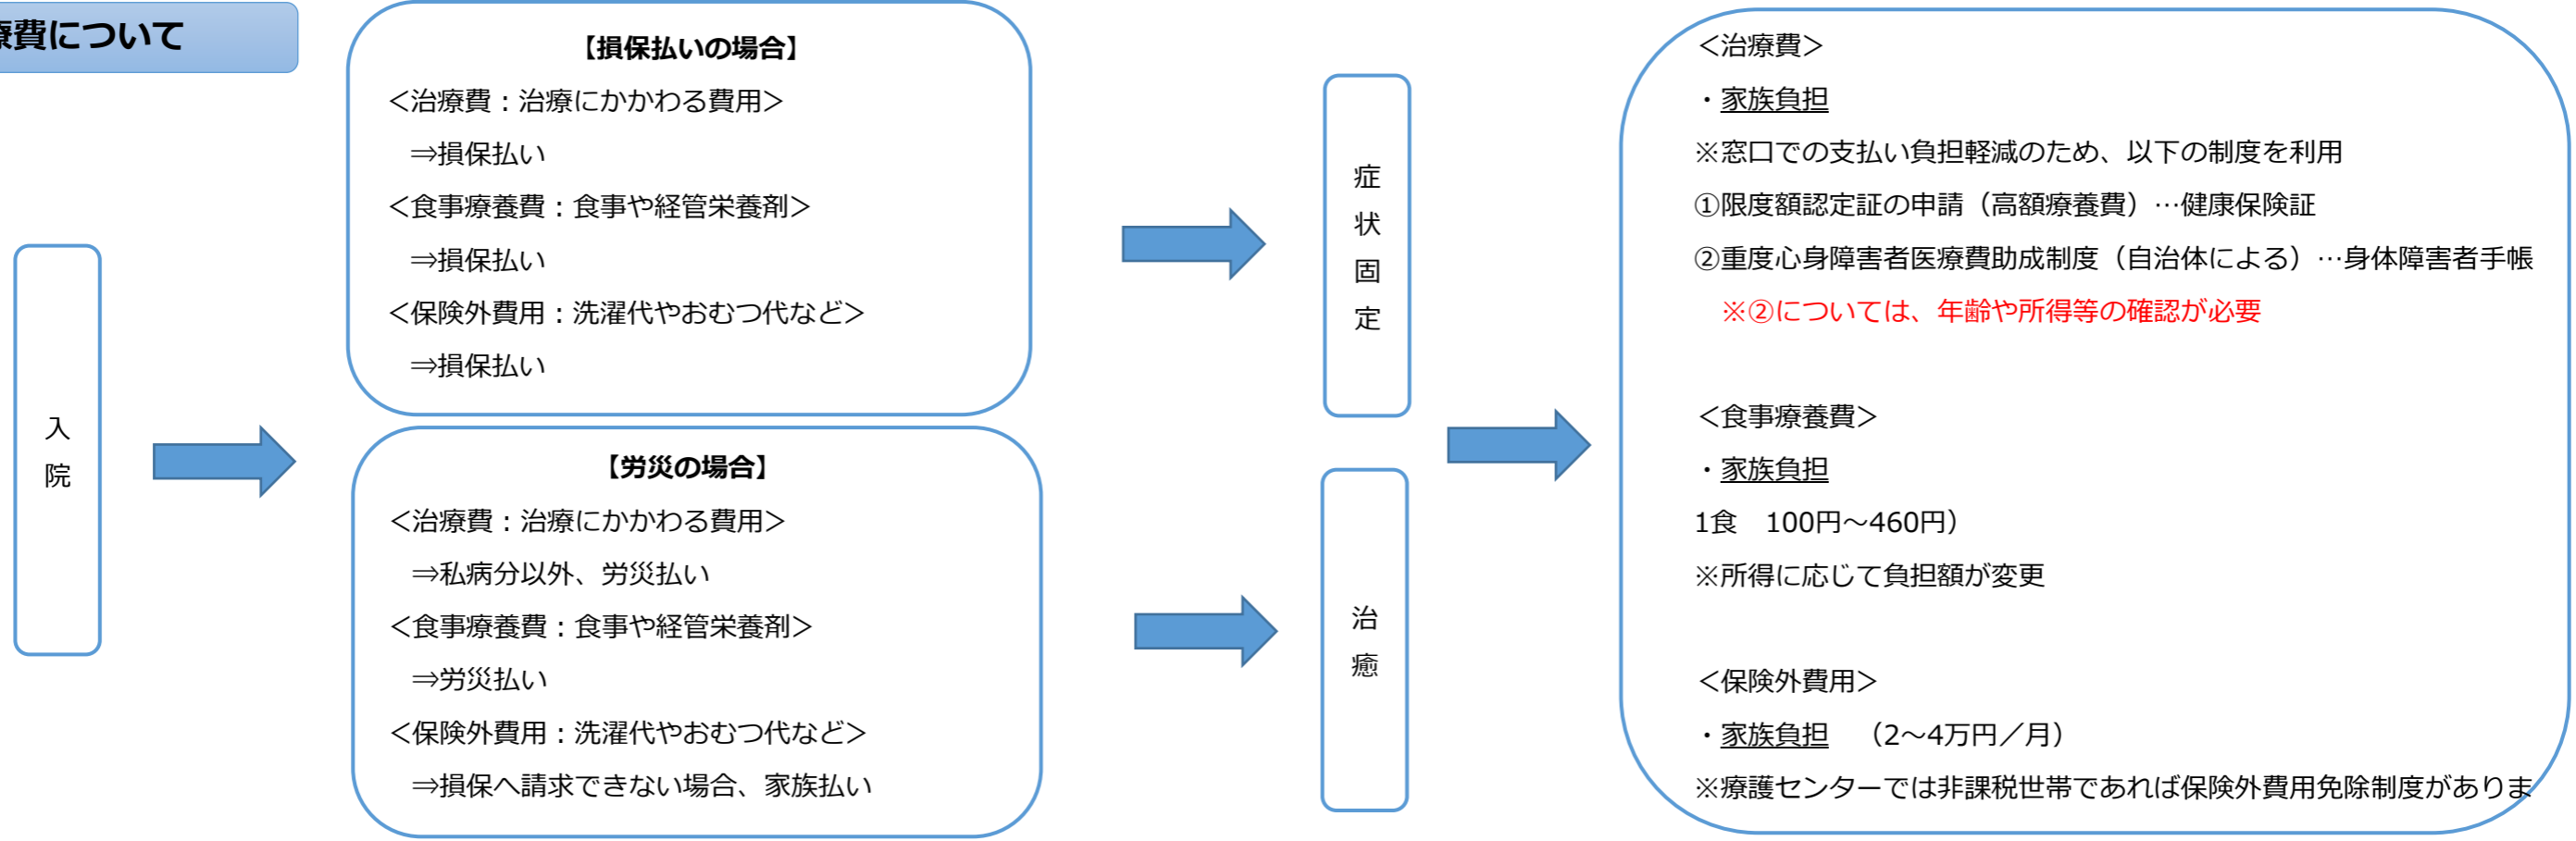 療費について
入院
【損保払いの場合】
＜治療費：治療にかかわる費用＞
⇒損保払い
＜食事療養費：食事や経管栄養剤＞
⇒損保払い
＜保険外費用：洗濯代やおむつ代など＞
⇒損保払い
【労災の場合】
＜治療費：治療にかかわる費用＞
⇒私病分以外、労災払い
＜食事療養費：食事や経管栄養剤＞
⇒労災払い
＜保険外費用：洗濯代やおむつ代など＞
⇒損保へ請求できない場合、家族払い
症状固定
治癒
＜治療費＞
・家族負担
※窓口での支払い負担軽減のため、以下の制度を利用
①限度額認定証の申請（高額療養費）…健康保険証
②重度心身障害者医療費助成制度（自治体による）…身体障害者手帳
※②については、年齢や所得等の確認が必要
＜食事療養費＞
・家族負担
1食　100円～460円）
※所得に応じて負担額が変更
＜保険外費用＞
・家族負担　（2～4万円／月）
※療護センターでは非課税世帯であれば保険外費用免除制度がありま